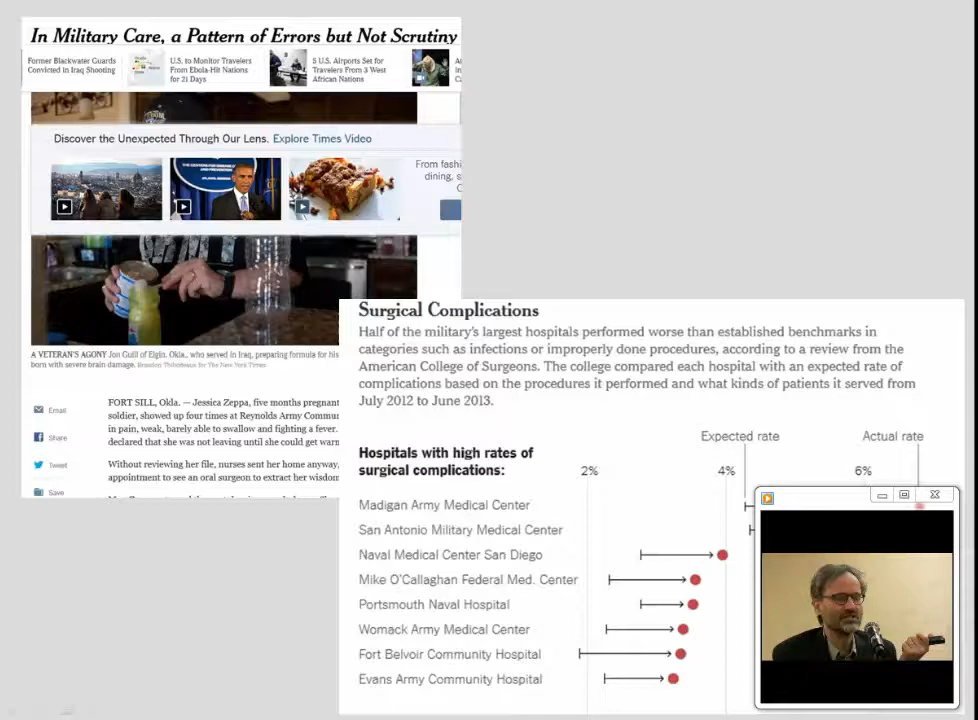 In Military Care, a Pattern of Errors but Not Scrutiny
Former Blackwater Guards
Convicted in Iraq Shooting
U.S. to Monitor Travelers
From Ebola-Hit Nations
for 21 Days
5 U.S. Airports Set for
Travelers From 3 West
African Nations
Discover the Unexpected Through Our Lens. Explore Times Video
From fashi
dining, s
A VETERAN'S AGONY Jon Guill of Elgin, Okla., who served in Iraq, preparing formula for his
born with severe brain damage. Brandon Thibodeaux for The New York Times
Email
Share
Tweet
Save
FORT SILL, Okla. — Jessica Zeppa, five months pregnant
soldier, showed up four times at Reynolds Army Commun
in pain, weak, barely able to swallow and fighting a fever.
declared that she was not leaving until she could get warn
Without reviewing her file, nurses sent her home anyway,
appointment to see an oral surgeon to extract her wisdon
Surgical Complications
Half of the military's largest hospitals performed worse than established benchmarks in
categories such as infections or improperly done procedures, according to a review from the
American College of Surgeons. The college compared each hospital with an expected rate of
complications based on the procedures it performed and what kinds of patients it served from
July 2012 to June 2013.
Expected rate
Actual rate
Hospitals with high rates of
surgical complications:
2%
4%
6%
Madigan Army Medical Center
San Antonio Military Medical Center
Naval Medical Center San Diego
Mike O'Callaghan Federal Med. Center
Portsmouth Naval Hospital
Womack Army Medical Center
Fort Belvoir Community Hospital
Evans Army Community Hospital